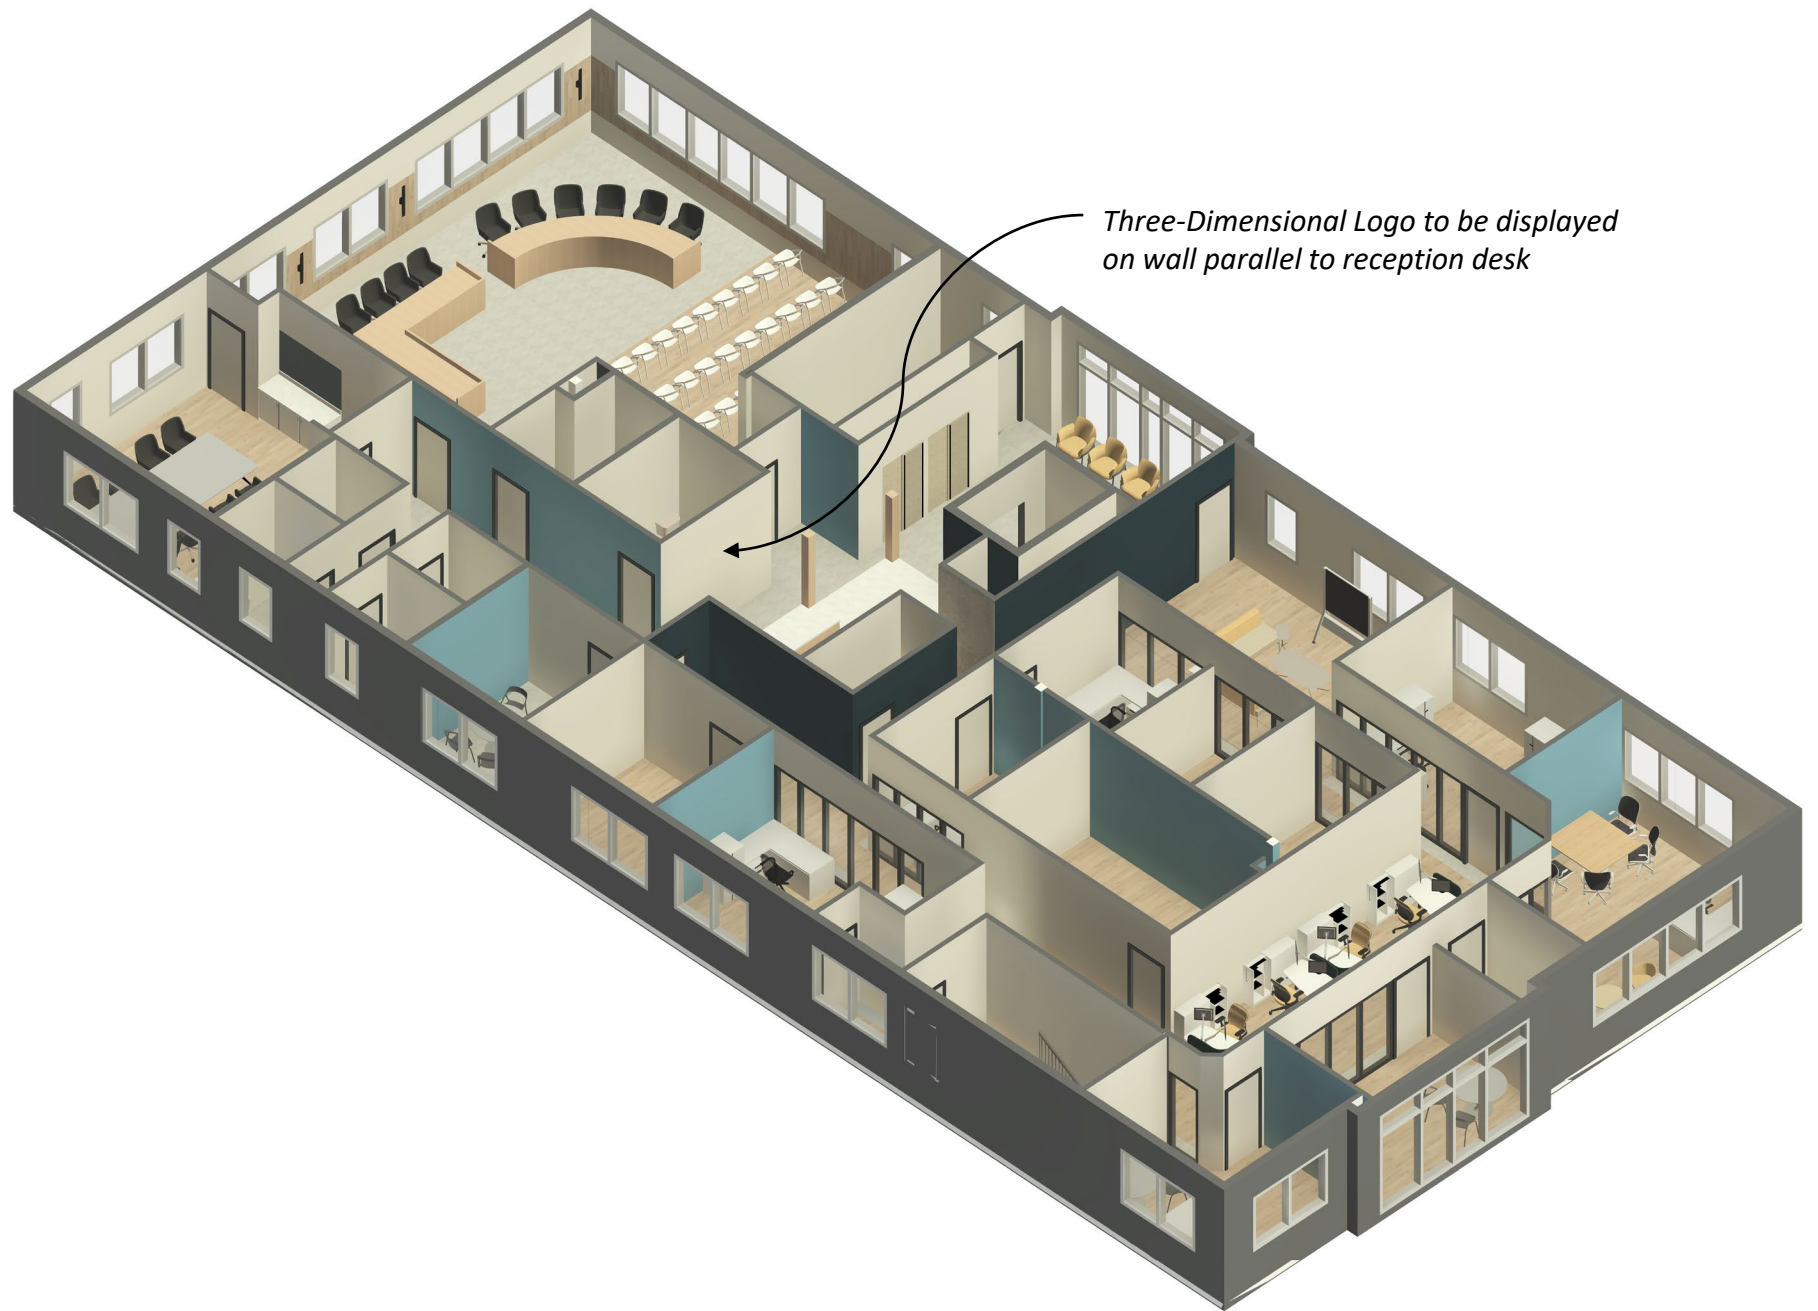 Three-Dimensional Logo to be displayed
on wall parallel to reception desk